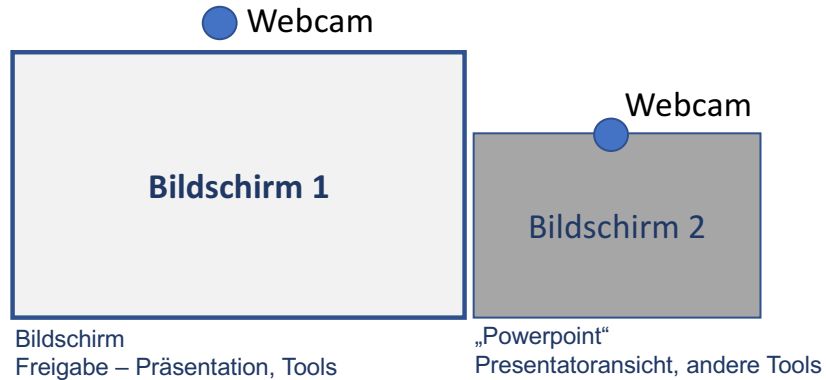 Webcam
Webcam
Bildschirm 1
Bildschirm 2
Bildschirm
Freigabe – Präsentation, Tools
„Powerpoint“
Presentatoransicht, andere Tools